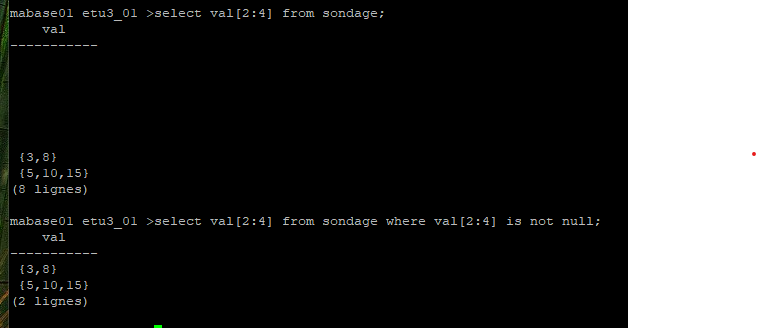 mabase01 etu3_01 >select val[2:4] from sondage;
val
-----------
{3,8}
{5,10,15}
(8 lignes)
mabase01 etu3_01 >select val[2:4] from sondage where val[2:4] is not null;
val
-----------
{3,8}
{5,10,15}
(2 lignes)